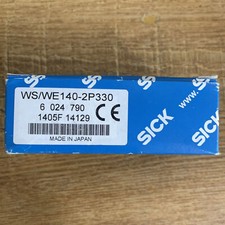 WS/WE140-2P330
6 024 790
1405F 14129
CE
MADE IN JAPAN
SICK
SICK